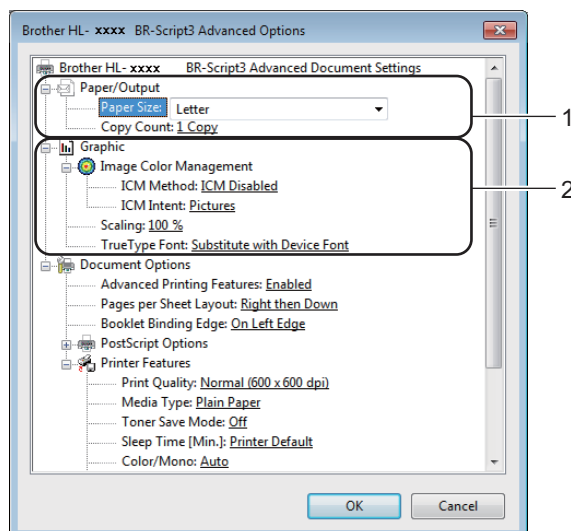 Brother HL- xxxx BR-Script3 Advanced Options
Brother HL- xxxx BR-Script3 Advanced Document Settings
Paper/Output
Paper Size: Letter
Copy Count: 1 Copy
1
Graphic
Image Color Management
ICM Method: ICM Disabled
2
ICM Intent: Pictures
Scaling: 100 %
TrueType Font: Substitute with Device Font
Document Options
Advanced Printing Features: Enabled
Pages per Sheet Layout: Right then Down
Booklet Binding Edge: On Left Edge
PostScript Options
Printer Features
Print Quality: Normal (600 x 600 dpi)
Media Type: Plain Paper
Toner Save Mode: Off
Sleep Time [Min.]: Printer Default
Color/Mono: Auto
OK Cancel